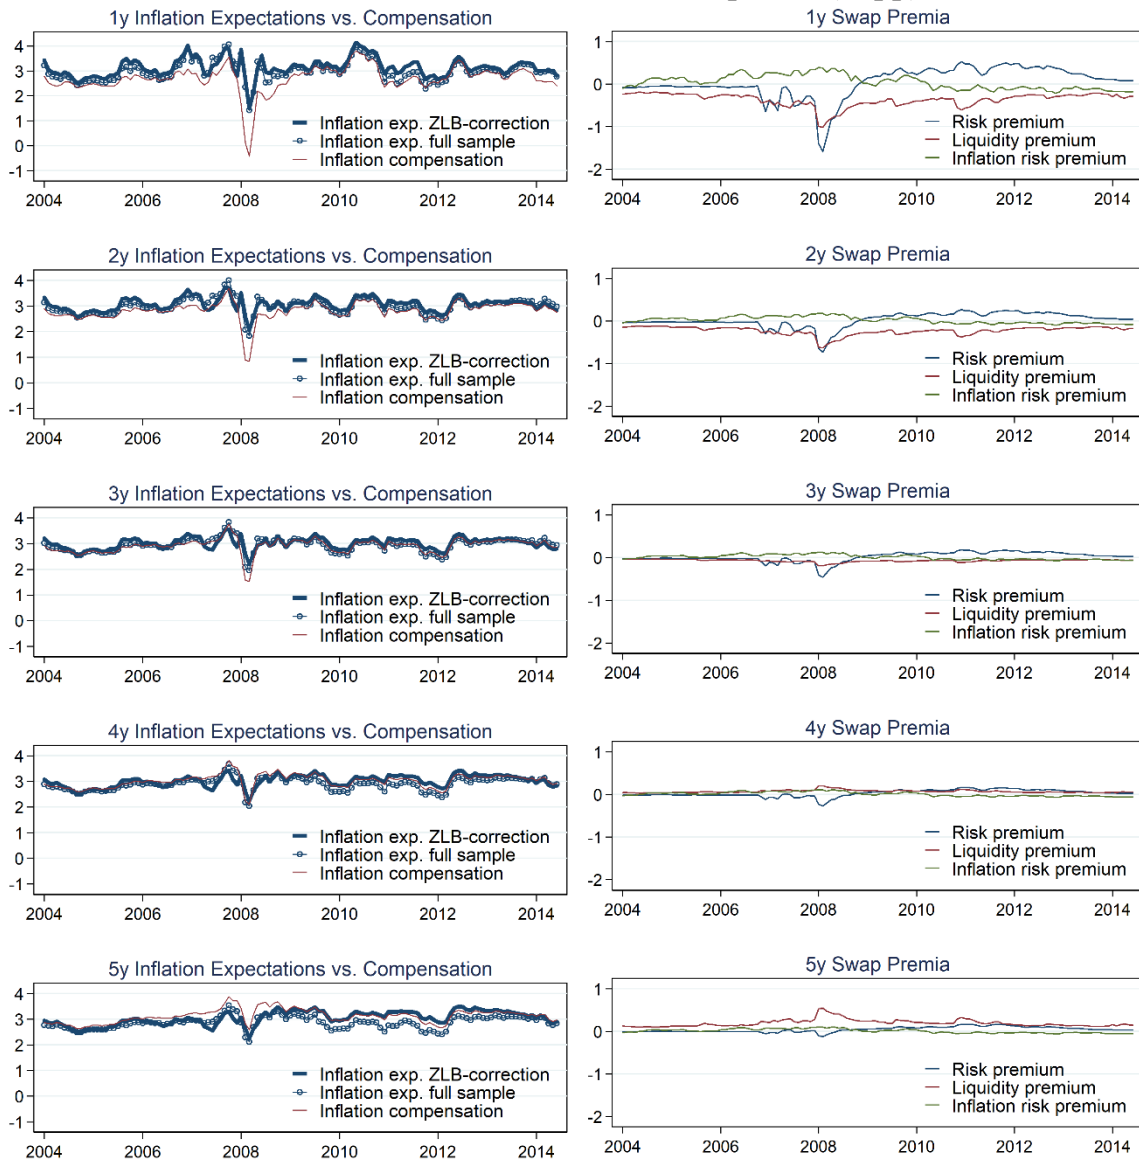 1y Inflation Expectations vs. Compensation
4
3
2
1
0
-1
Inflation exp. ZLB-correction
Inflation exp. full sample
Inflation compensation
2004 2006 2008 2010 2012 2014
1y Swap Premia
1
0
-1
-2
Risk premium
Liquidity premium
Inflation risk premium
2004 2006 2008 2010 2012 2014
2y Inflation Expectations vs. Compensation
4
3
2
1
0
-1
Inflation exp. ZLB-correction
Inflation exp. full sample
Inflation compensation
2004 2006 2008 2010 2012 2014
2y Swap Premia
1
0
-1
-2
Risk premium
Liquidity premium
Inflation risk premium
2004 2006 2008 2010 2012 2014
3y Inflation Expectations vs. Compensation
4
3
2
1
0
-1
Inflation exp. ZLB-correction
Inflation exp. full sample
Inflation compensation
2004 2006 2008 2010 2012 2014
3y Swap Premia
1
0
-1
-2
Risk premium
Liquidity premium
Inflation risk premium
2004 2006 2008 2010 2012 2014
4y Inflation Expectations vs. Compensation
4
3
2
1
0
-1
Inflation exp. ZLB-correction
Inflation exp. full sample
Inflation compensation
2004 2006 2008 2010 2012 2014
4y Swap Premia
1
0
-1
-2
Risk premium
Liquidity premium
Inflation risk premium
2004 2006 2008 2010 2012 2014
5y Inflation Expectations vs. Compensation
4
3
2
1
0
-1
Inflation exp. ZLB-correction
Inflation exp. full sample
Inflation compensation
2004 2006 2008 2010 2012 2014
5y Swap Premia
1
0
-1
-2
Risk premium
Liquidity premium
Inflation risk premium
2004 2006 2008 2010 2012 2014